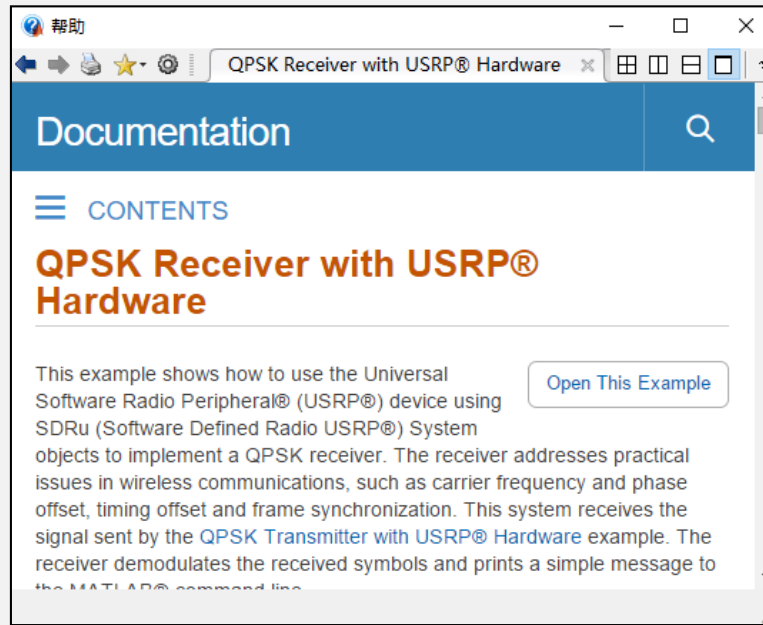 帮助
QPSK Receiver with USRP® Hardware
Documentation
CONTENTS
QPSK Receiver with USRP®
Hardware
This example shows how to use the Universal
Open This Example
Software Radio Peripheral® (USRP®) device using
SDRu (Software Defined Radio USRP®) System
objects to implement a QPSK receiver. The receiver addresses practical
issues in wireless communications, such as carrier frequency and phase
offset, timing offset and frame synchronization. This system receives the
signal sent by the QPSK Transmitter with USRP® Hardware example. The
receiver demodulates the received symbols and prints a simple message to
the MATLAB® command line